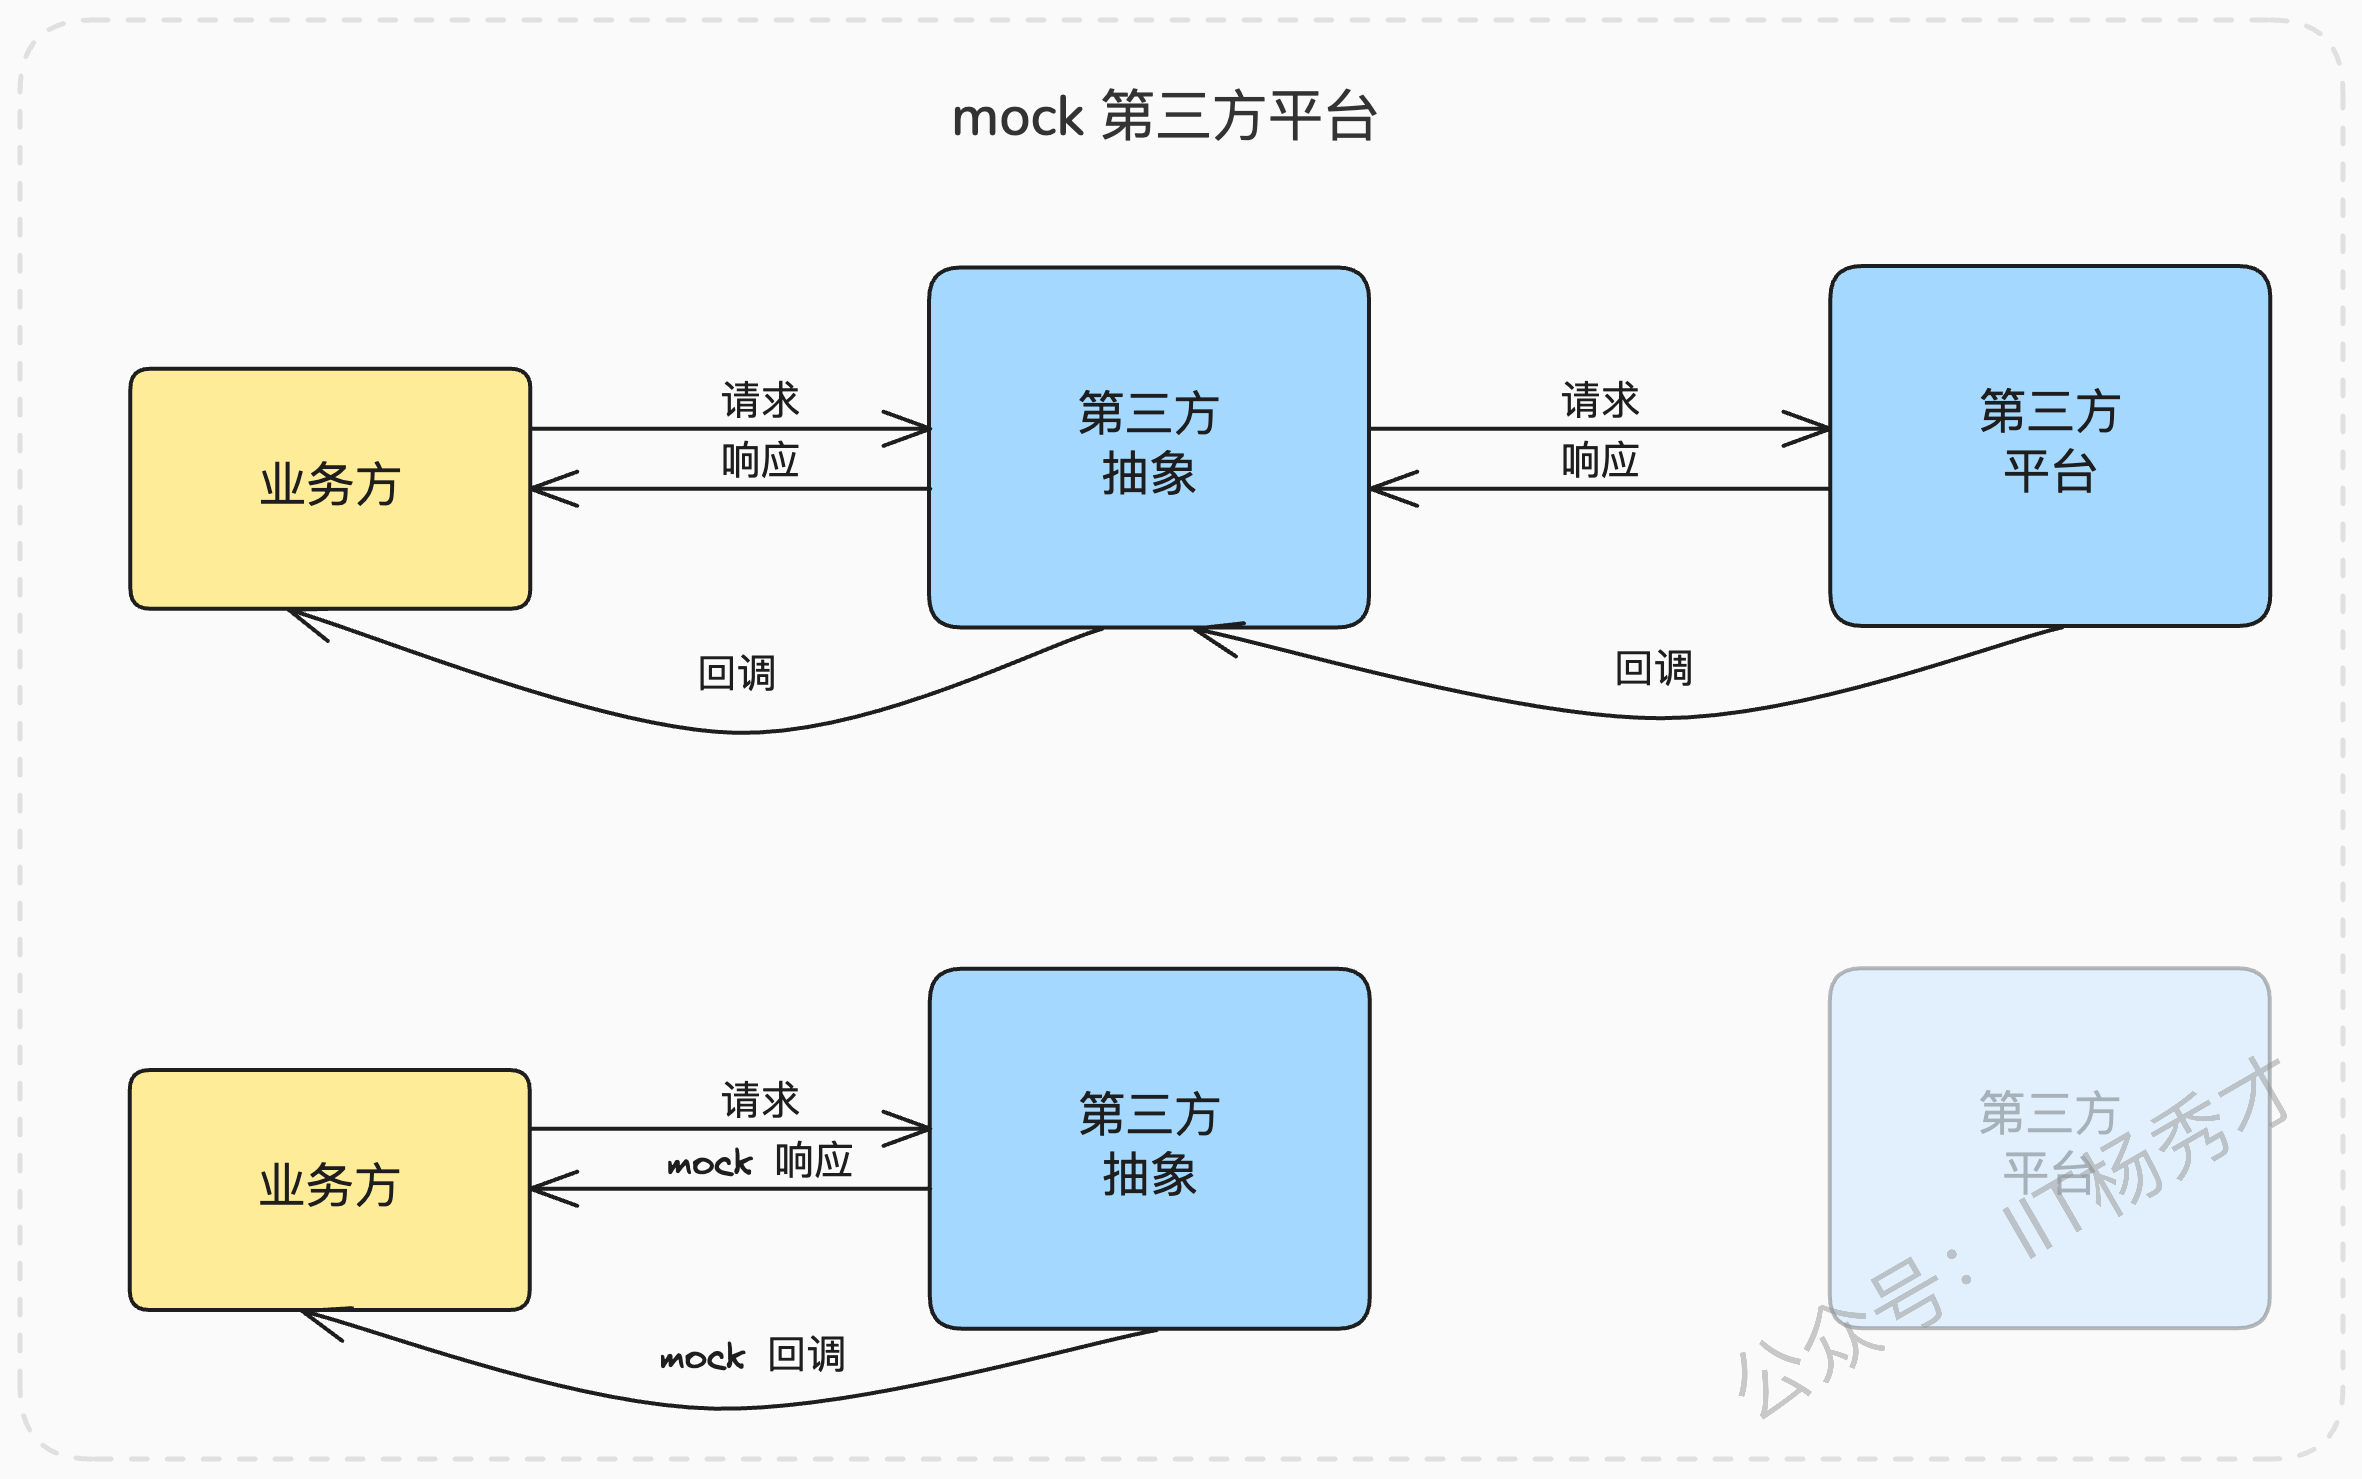 mock 第三方平台
请求
响应
请求
响应
业务方
第三方
抽象
第三方
平台
回调
回调
请求
mock 响应
业务方
第三方
抽象
第三方
平台
mock 回调
公众号：IT杨秀才